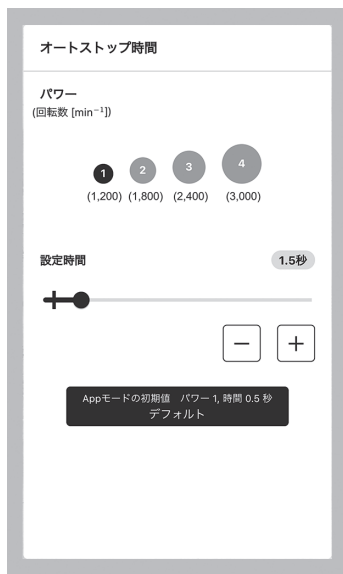 オートストップ時間
パワー
(回転数 [min⁻¹])
1 2 3 4
(1,200) (1,800) (2,400) (3,000)
設定時間 1.5秒
Appモードの初期値 パワー 1, 時間 0.5 秒
デフォルト